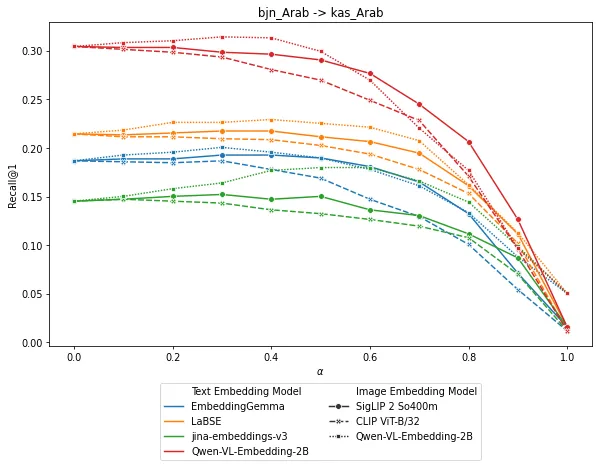 bjn_Arab -> kas_Arab
Recall@1
0.30
0.25
0.20
0.15
0.10
0.05
0.00
0.0 0.2 0.4 0.6 0.8 1.0
α
Text Embedding Model Image Embedding Model
EmbeddingGemma SigLIP 2 So400m
LaBSE CLIP ViT-B/32
jina-embeddings-v3 Qwen-VL-Embedding-2B
Qwen-VL-Embedding-2B